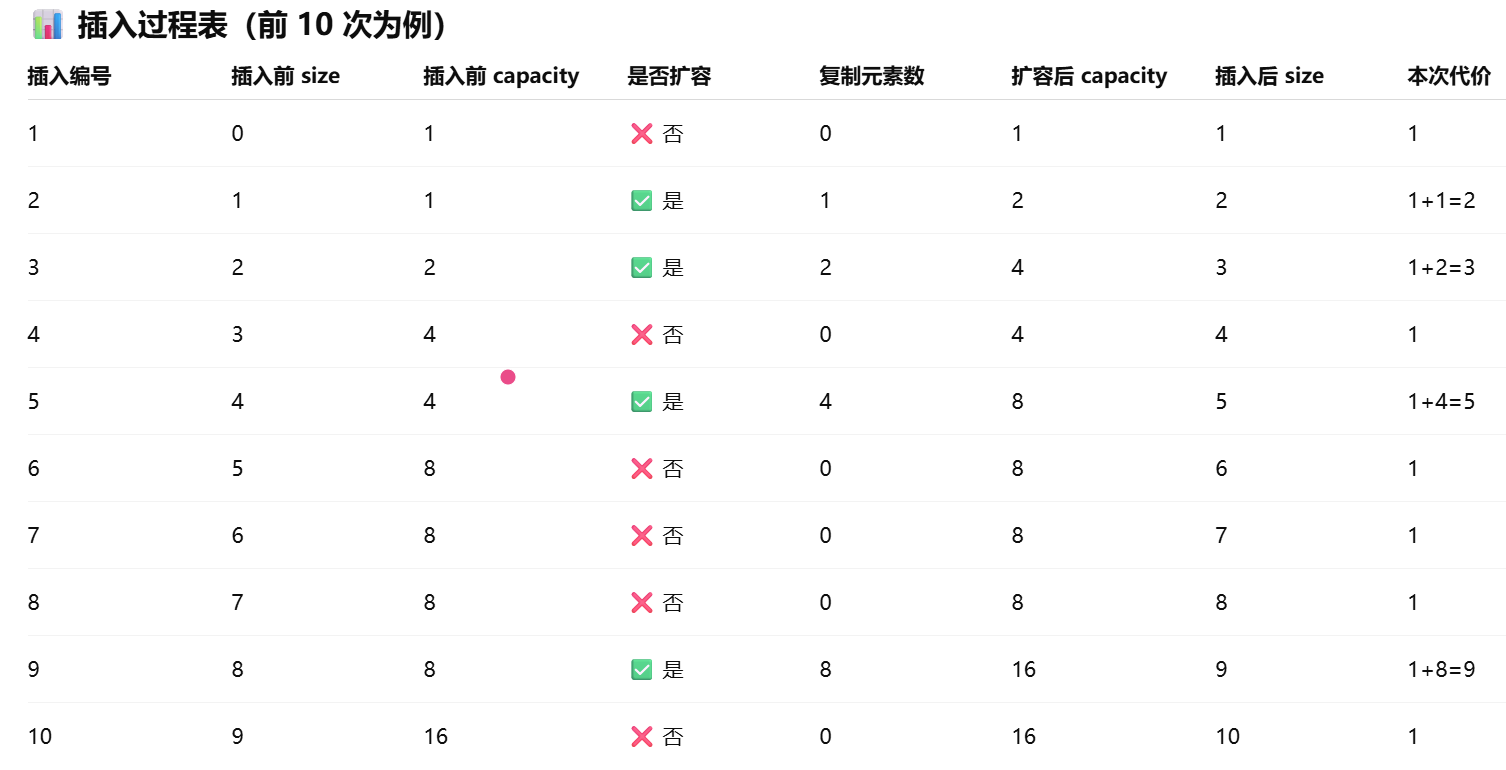 📊 插入过程表（前 10 次为例）
插入编号 插入前 size 插入前 capacity 是否扩容 复制元素数 扩容后 capacity 插入后 size 本次代价
1 0 1 ❌ 否 0 1 1 1
2 1 1 ✅ 是 1 2 2 1+1=2
3 2 2 ✅ 是 2 4 3 1+2=3
4 3 4 ❌ 否 0 4 4 1
5 4 4 ✅ 是 4 8 5 1+4=5
6 5 8 ❌ 否 0 8 6 1
7 6 8 ❌ 否 0 8 7 1
8 7 8 ❌ 否 0 8 8 1
9 8 8 ✅ 是 8 16 9 1+8=9
10 9 16 ❌ 否 0 16 10 1